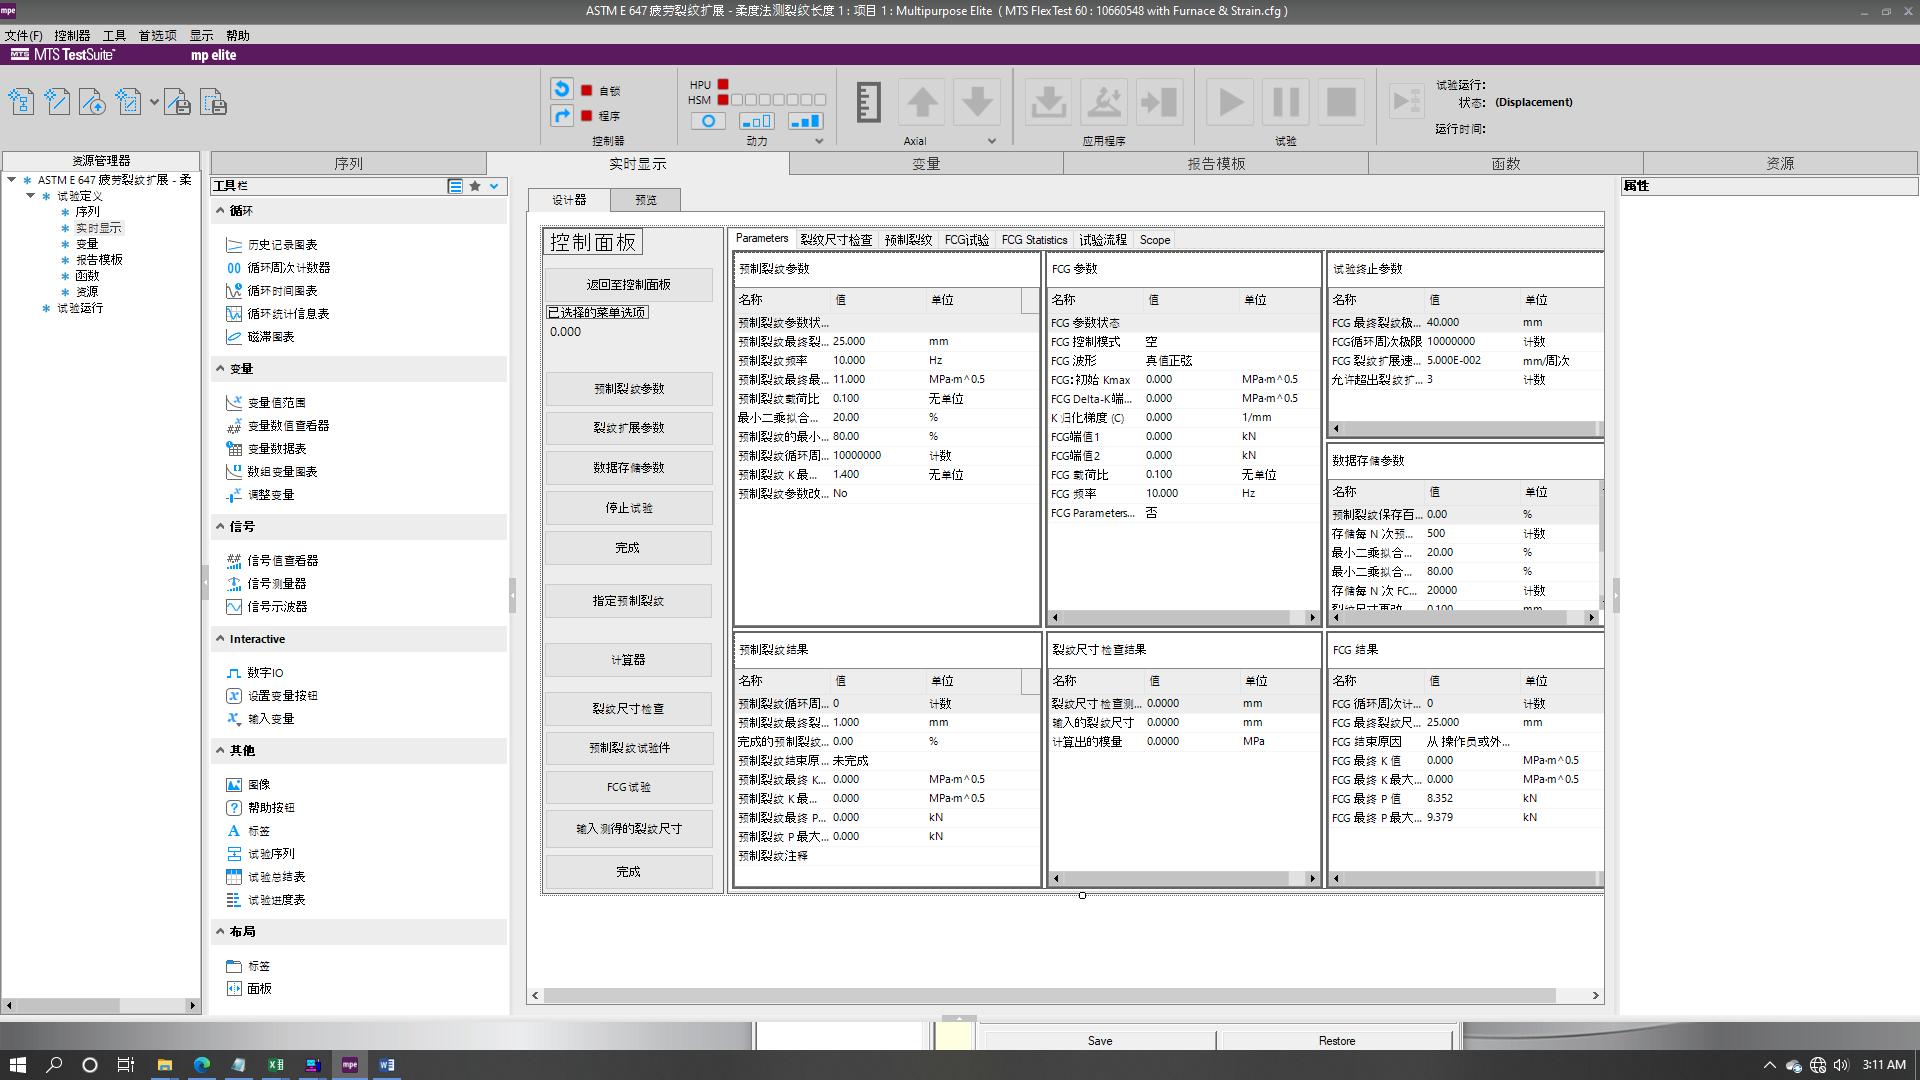 mpe
ASTM E 647 疲劳裂纹扩展 - 柔度法测裂纹长度 1 : 项目 1 : Multipurpose Elite ( MTS FlexTest 60 : 10660548 with Furnace & Strain.cfg )
文件(F) 控制器 工具 首选项 显示 帮助
MTS TestSuite mp elite
自锁
程序
控制器
HPU
HSM
动力
Axial
应用程序
试验
试验运行:
状态: (Displacement)
运行时间:
资源管理器
ASTM E 647 疲劳裂纹扩展 - 柔
试验定义
序列
实时显示
变量
报告模板
函数
资源
试验运行
序列 实时显示 变量 报告模板 函数 资源
工具栏
循环
历史记录图表
循环周次计数器
循环时间图表
循环统计信息表
磁滞图表
变量
变量值范围
变量数值查看器
变量数据表
数组变量图表
调整变量
信号
信号值查看器
信号测量器
信号示波器
Interactive
数字IO
设置变量按钮
输入变量
其他
图像
帮助按钮
标签
试验序列
试验总结表
试验进度表
布局
标签
面板
设计器 预览
控制面板
返回至控制面板
已选择的菜单选项
0.000
预制裂纹参数
裂纹扩展参数
数据存储参数
停止试验
完成
指定预制裂纹
计算器
裂纹尺寸检查
预制裂纹试验件
FCG试验
输入测得的裂纹尺寸
完成
Parameters 裂纹尺寸检查 预制裂纹 FCG试验 FCG Statistics 试验流程 Scope
预制裂纹参数
名称 值 单位
预制裂纹参数状...
预制裂纹最终裂... 25.000 mm
预制裂纹频率 10.000 Hz
预制裂纹最终最... 11.000 MPa·m^0.5
预制裂纹载荷比 0.100 无单位
最小二乘拟合... 20.00 %
预制裂纹的最小... 80.00 %
预制裂纹循环周... 10000000 计数
预制裂纹 K 最... 1.400 无单位
预制裂纹参数改... No
FCG 参数
名称 值 单位
FCG 参数状态
FCG 控制模式 空
FCG 波形 真值正弦
FCG: 初始 Kmax 0.000 MPa·m^0.5
FCG Delta-K端... 0.000 MPa·m^0.5
K 归化梯度 (C) 0.000 1/mm
FCG端值1 0.000 kN
FCG端值2 0.000 kN
FCG 载荷比 0.100 无单位
FCG 频率 10.000 Hz
FCG Parameters... 否
试验终止参数
名称 值 单位
FCG 最终裂纹极... 40.000 mm
FCG循环周次极限 10000000 计数
FCG 裂纹扩展速... 5.000E-002 mm/周次
允许超出裂纹扩... 3 计数
数据存储参数
名称 值 单位
预制裂纹保存百... 0.00 %
存储每 N 次预... 500 计数
最小二乘拟合... 20.00 %
最小二乘拟合... 80.00 %
存储每 N 次 FC... 20000 计数
裂纹尺寸更改... 0.100 mm
预制裂纹结果
名称 值 单位
预制裂纹循环周... 0 计数
预制裂纹最终裂... 1.000 mm
完成的预制裂纹... 0.00 %
预制裂纹结束原... 未完成
预制裂纹最终 K... 0.000 MPa·m^0.5
预制裂纹 K 最... 0.000 MPa·m^0.5
预制裂纹最终 P... 0.000 kN
预制裂纹 P 最大... 0.000 kN
预制裂纹注释
裂纹尺寸检查结果
名称 值 单位
裂纹尺寸检查测... 0.0000 mm
输入的裂纹尺寸 0.0000 mm
计算出的模量 0.0000 MPa
FCG 结果
名称 值 单位
FCG 循环周次计... 0 计数
FCG 最终裂纹尺... 25.000 mm
FCG 结束原因 从 操作员或外...
FCG 最终 K 值 0.000 MPa·m^0.5
FCG 最终 K 最大... 0.000 MPa·m^0.5
FCG 最终 P 值 8.352 kN
FCG 最终 P 最大... 9.379 kN
属性
Save Restore
mpe
3:11 AM